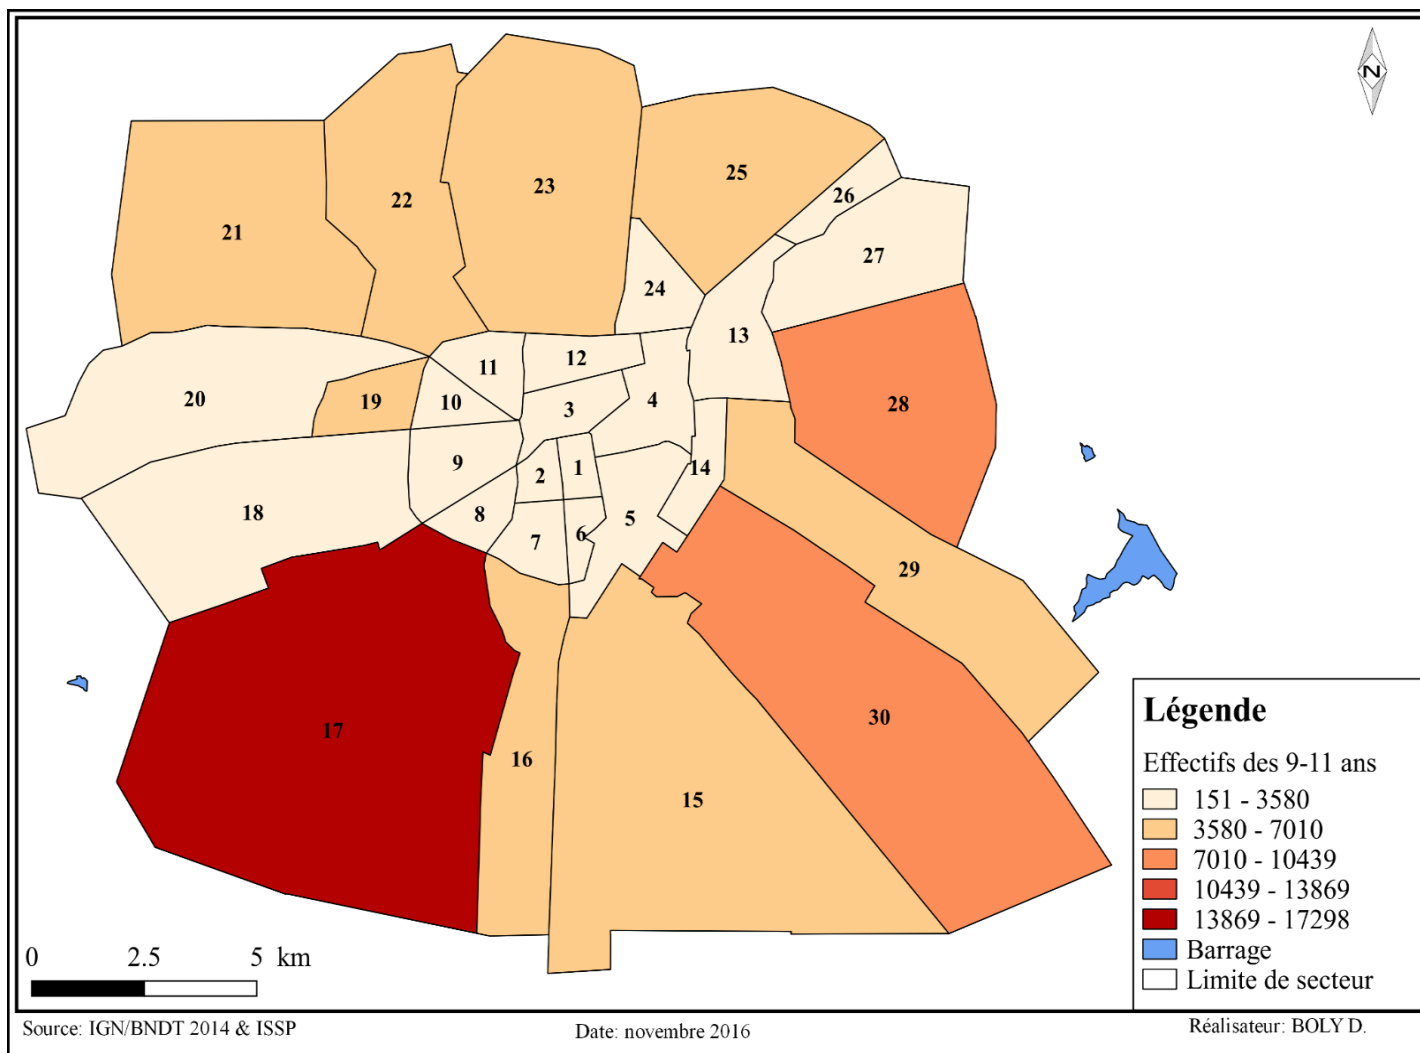 N
23
25
22
26
21
27
24
13
12
11
19
20
10
3
4
28
9
2
1
14
18
8
5
7
6
29
30
17
16
15
Légende
Effectifs des 9-11 ans
151 - 3580
3580 - 7010
7010 - 10439
10439 - 13869
13869 - 17298
Barrage
Limite de secteur
0 2.5 5 km
Source: IGN/BNDT 2014 & ISSP
Date: novembre 2016
Réalisateur: BOLY D.